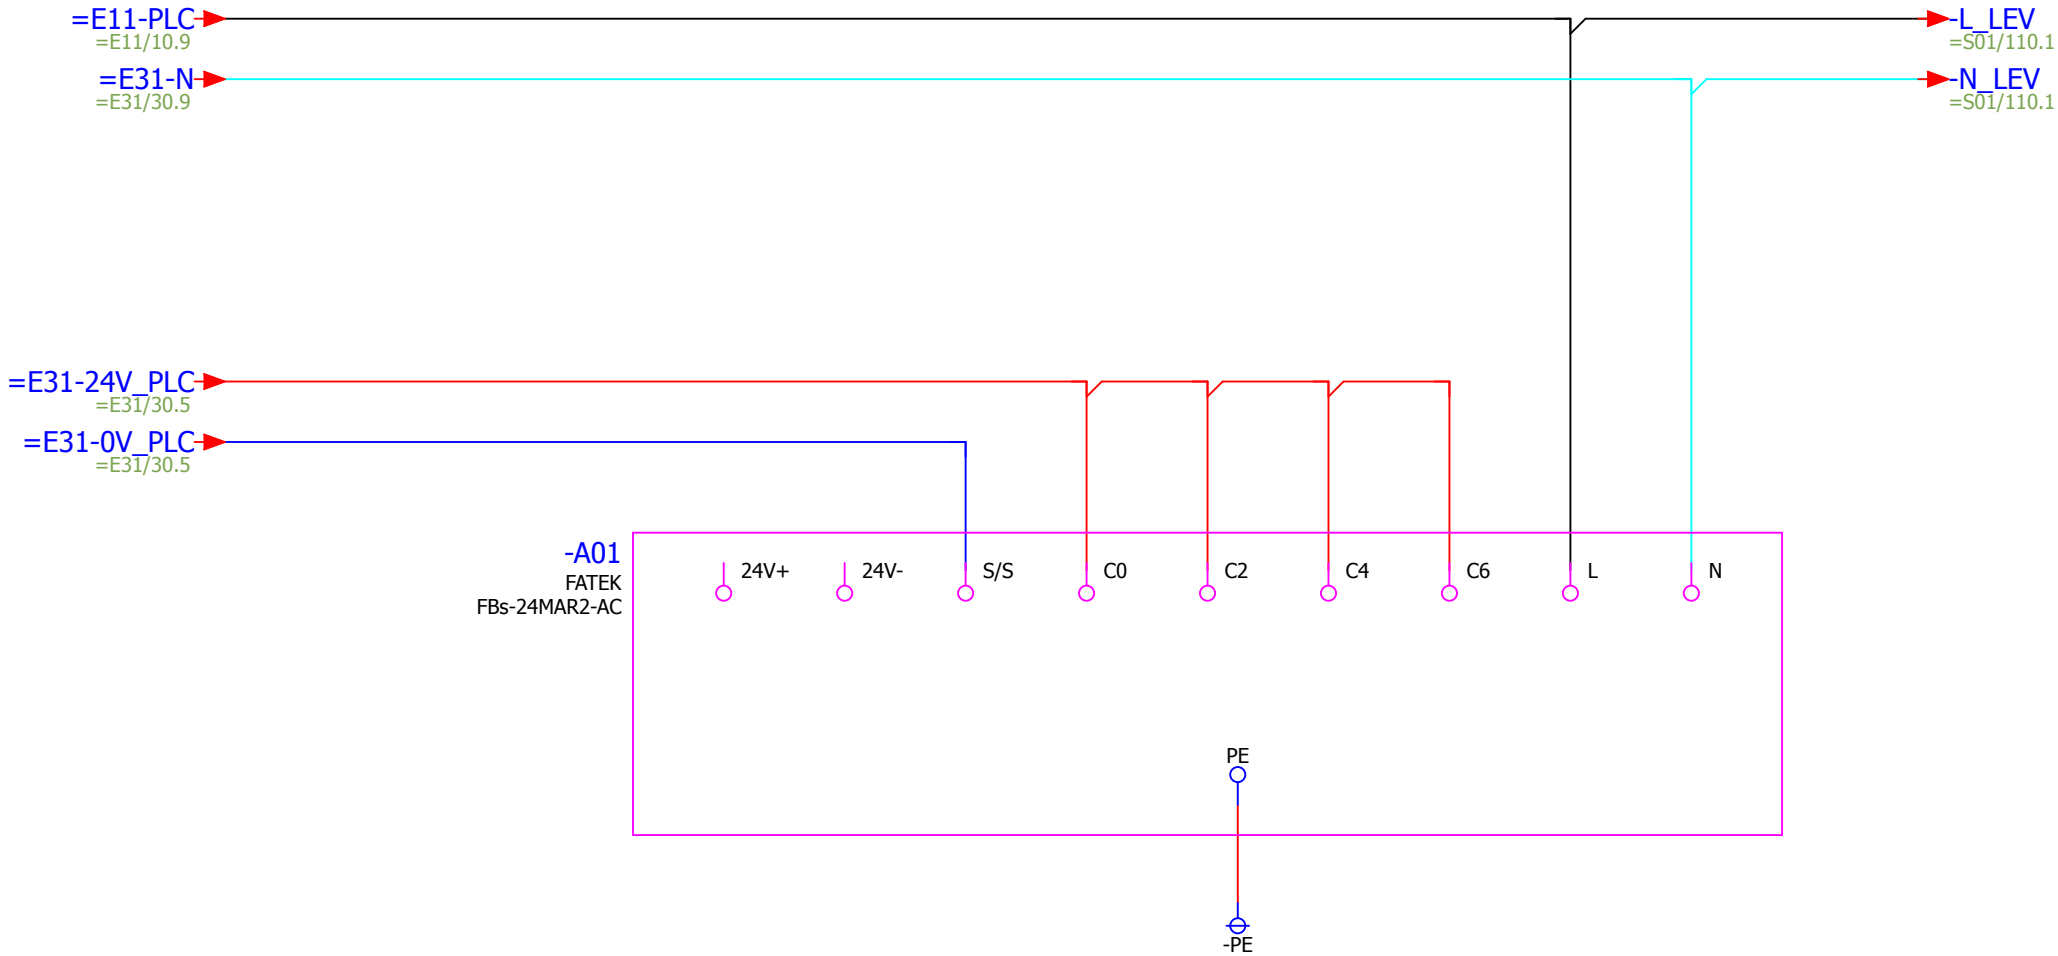 =E11-PLC
=E11/10.9
-L_LEV
=S01/110.1
=E31-N
=E31/30.9
-N_LEV
=S01/110.1
=E31-24V_PLC
=E31/30.5
=E31-0V_PLC
=E31/30.5
-A01
FATEK
FBs-24MAR2-AC
24V+
24V-
S/S
C0
C2
C4
C6
L
N
PE
-PE